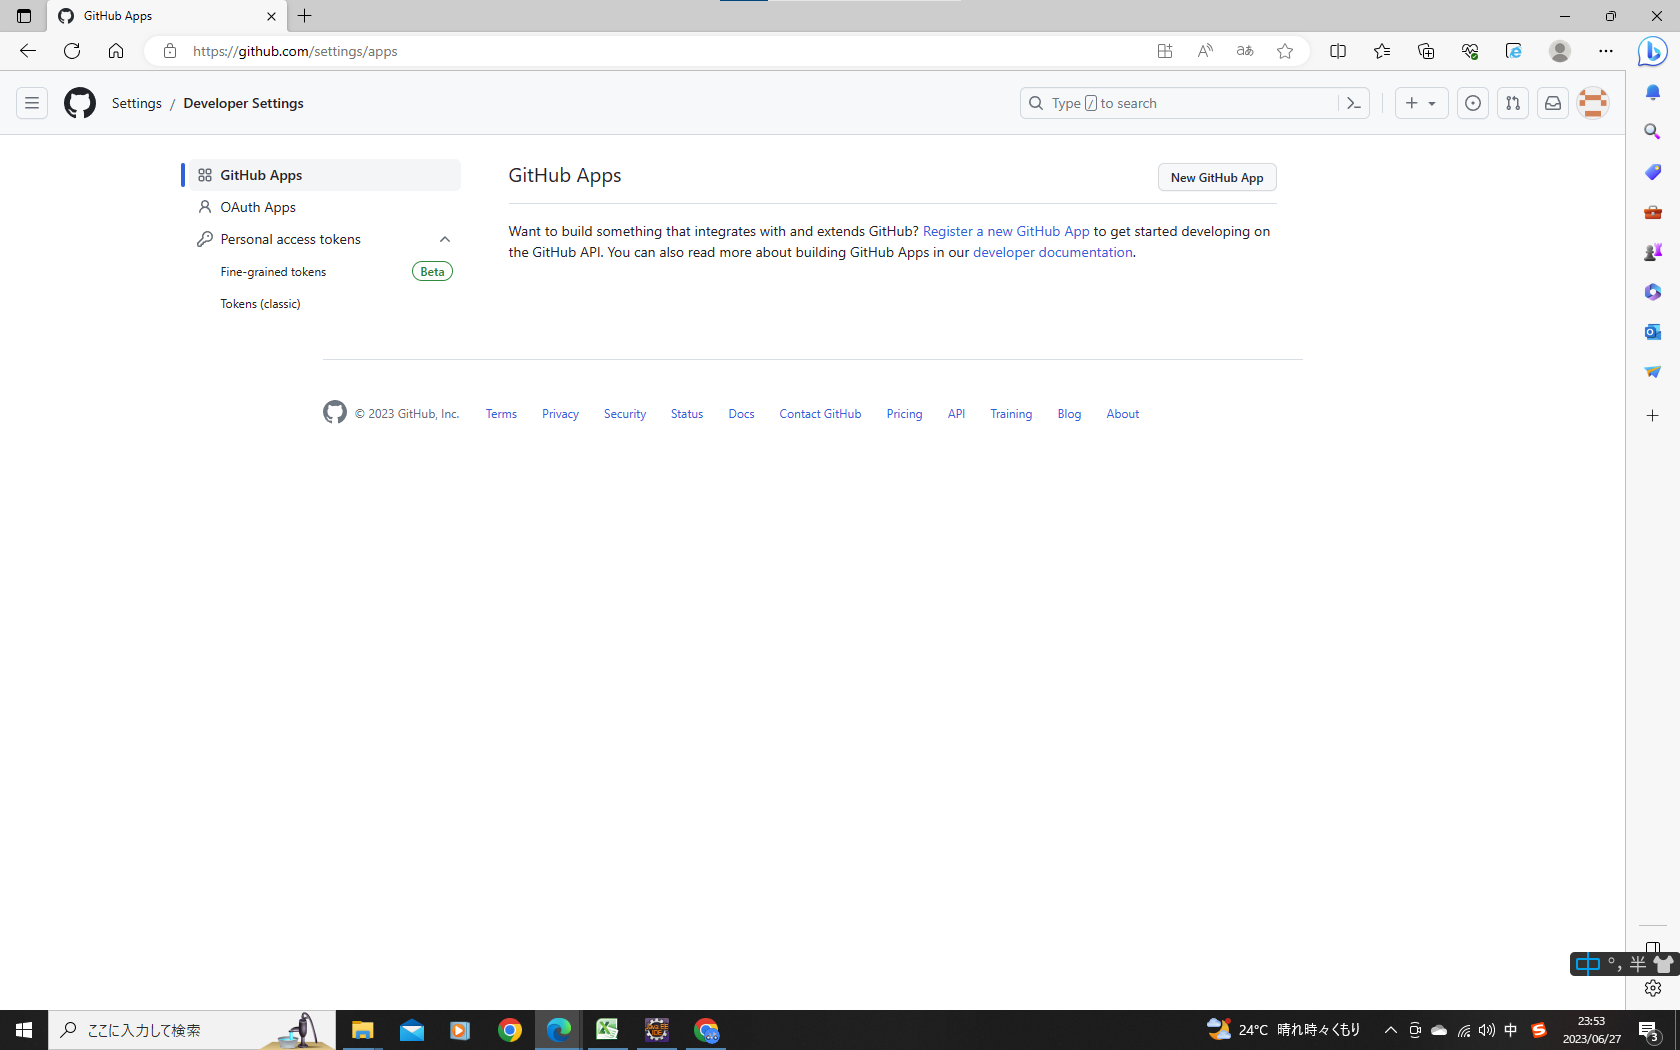 GitHub Apps
https://github.com/settings/apps
Settings / Developer Settings
Type / to search
GitHub Apps
OAuth Apps
Personal access tokens
Fine-grained tokens Beta
Tokens (classic)
GitHub Apps
New GitHub App
Want to build something that integrates with and extends GitHub? Register a new GitHub App to get started developing on
the GitHub API. You can also read more about building GitHub Apps in our developer documentation.
© 2023 GitHub, Inc. Terms Privacy Security Status Docs Contact GitHub Pricing API Training Blog About
中 °, 半
ここに入力して検索
24°C 晴れ時々くもり
中
23:53
2023/06/27
3